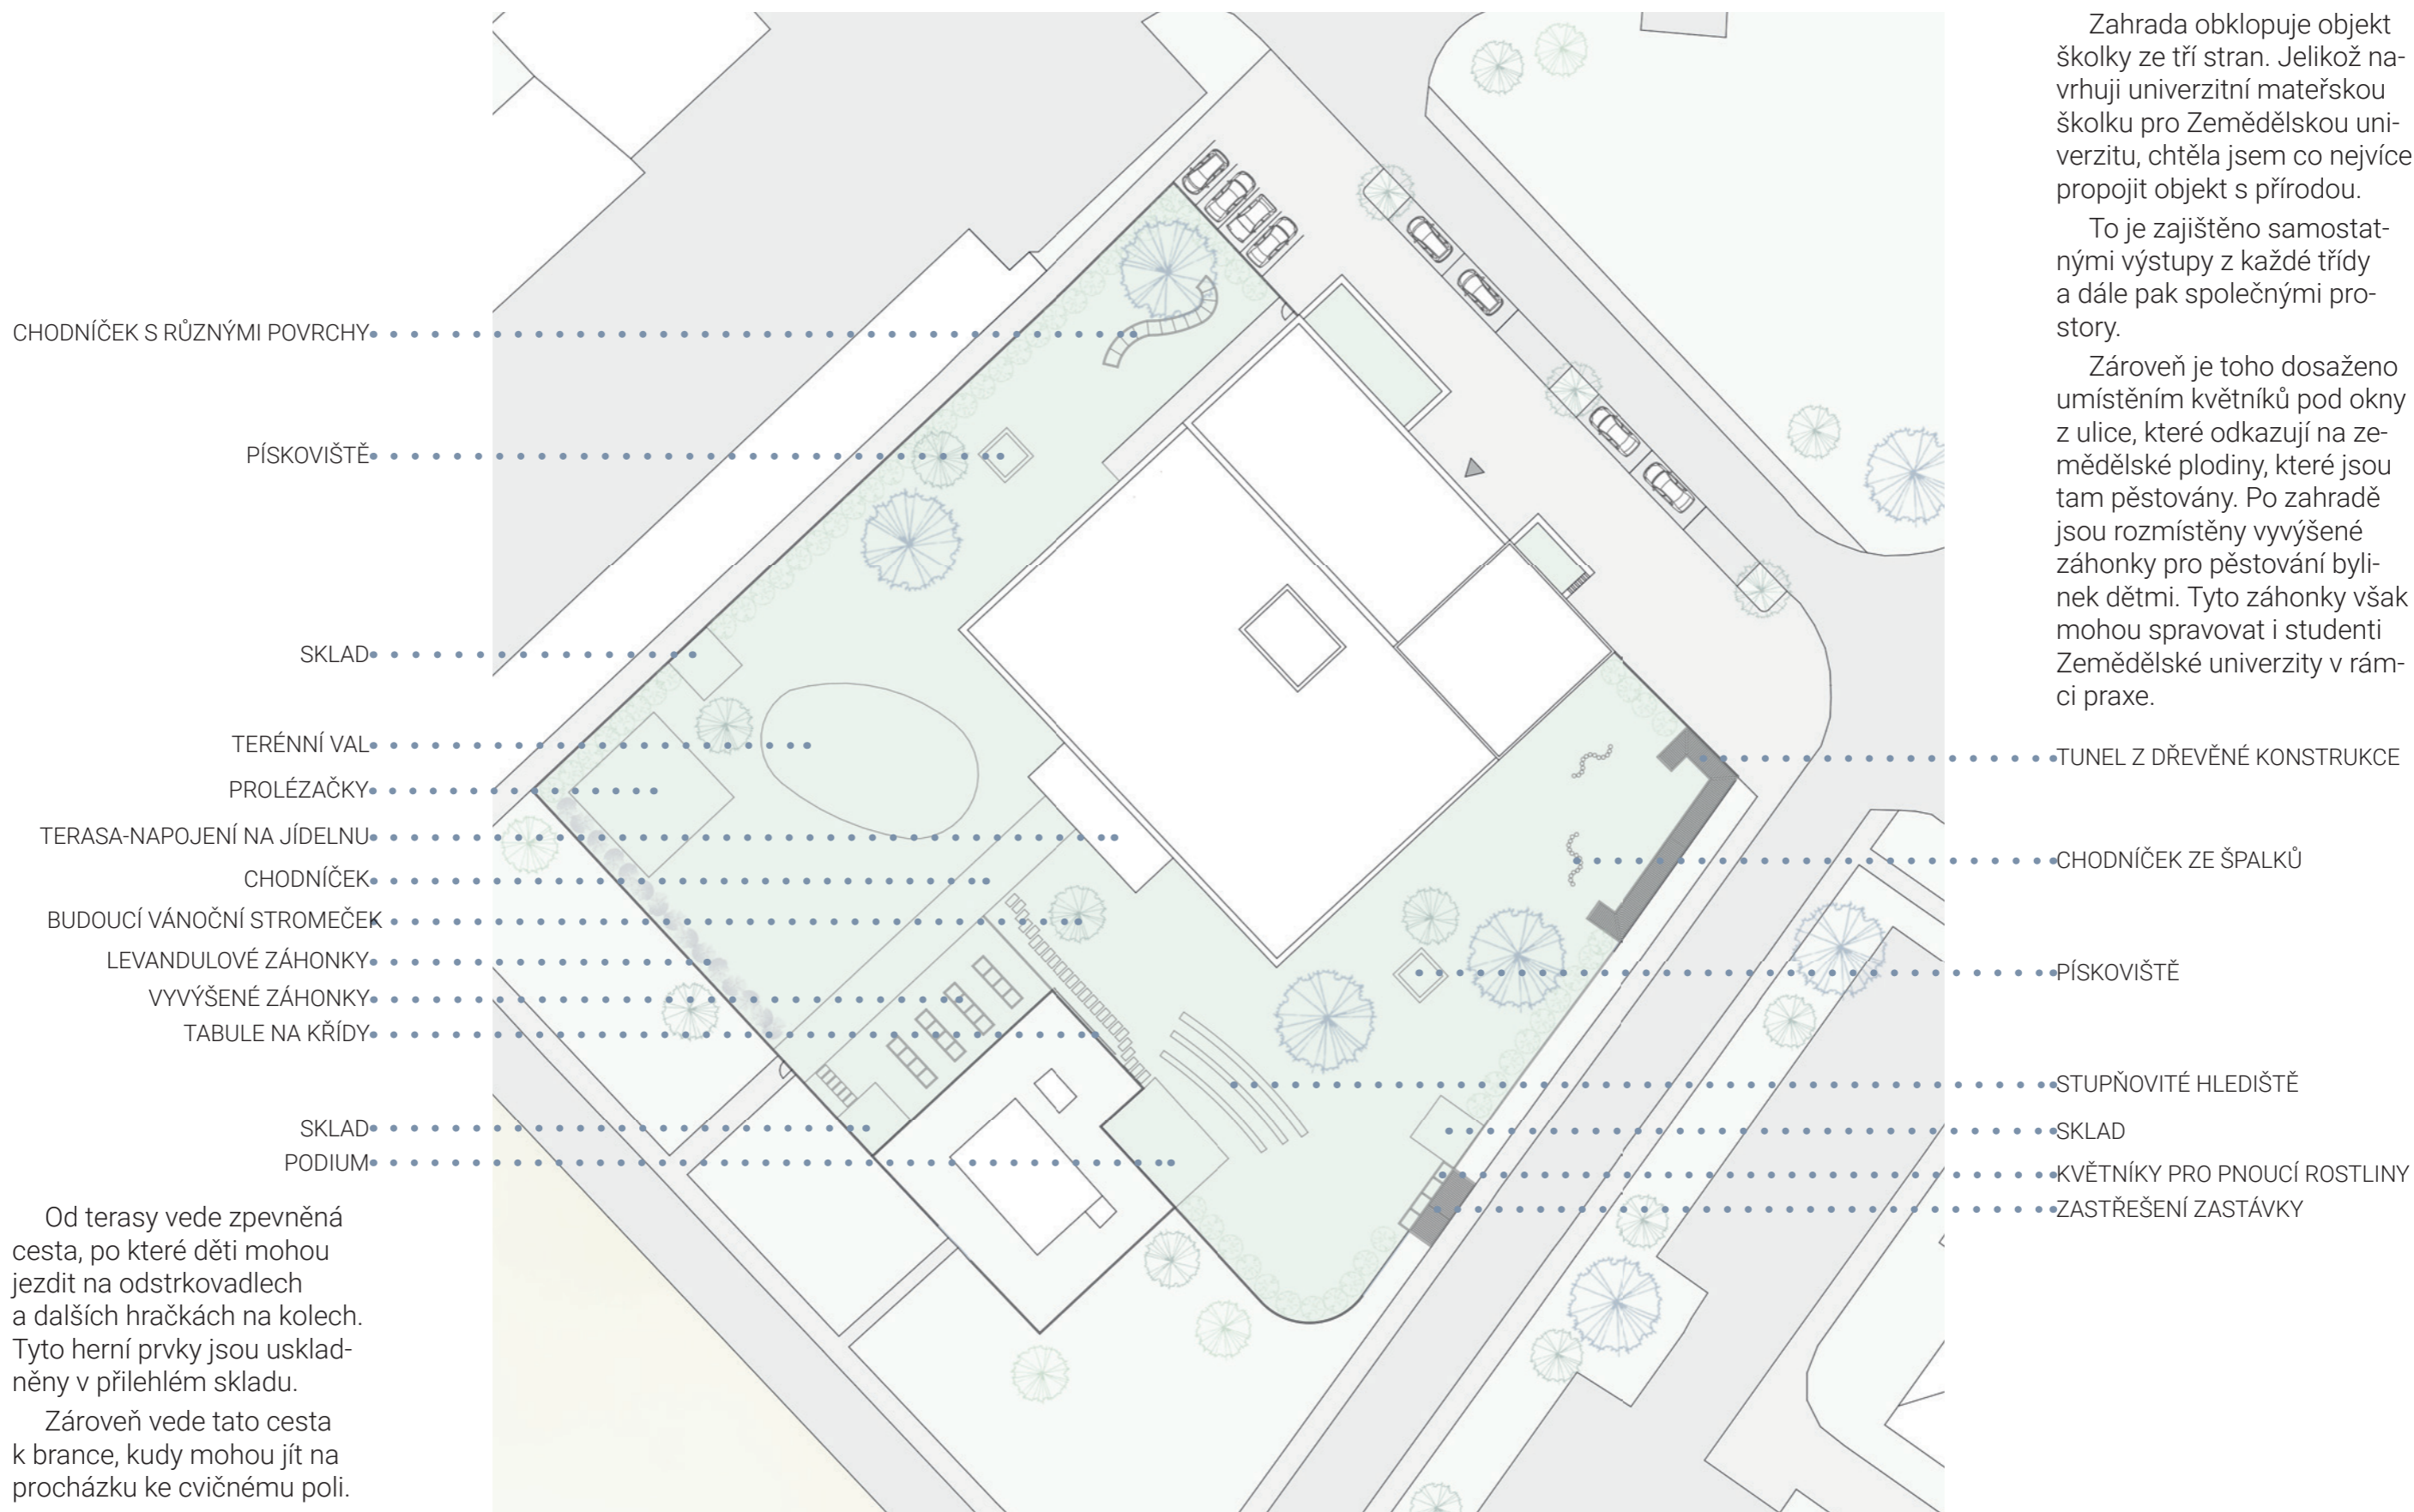 CHODNÍČEK S RŮZNÝMI POVRCHY
PÍSKOVIŠTĚ
SKLAD
TERÉNNÍ VAL
PROLÉZAČKY
TERASA-NAPOJENÍ NA JÍDELNU
CHODNÍČEK
BUDOUCÍ VÁNOČNÍ STROMEČEK
LEVANDULOVÉ ZÁHONKY
VYVÝŠENÉ ZÁHONKY
TABULE NA KŘÍDY
SKLAD
PODIUM
Od terasy vede zpevněná
cesta, po které děti mohou
jezdit na odstrkovadlech
a dalších hračkách na kolech.
Tyto herní prvky jsou usklad-
něny v přilehlém skladu.
Zároveň vede tato cesta
k brance, kudy mohou jít na
procházku ke cvičnému poli.
Zahrada obklopuje objekt
školky ze tří stran. Jelikož na-
vrhuji univerzitní mateřskou
školku pro Zemědělskou uni-
verzitu, chtěla jsem co nejvíce
propojit objekt s přírodou.
To je zajištěno samostat-
nými výstupy z každé třídy
a dále pak společnými pro-
story.
Zároveň je toho dosaženo
umístěním květníků pod okny
z ulice, které odkazují na ze-
mědělské plodiny, které jsou
tam pěstovány. Po zahradě
jsou rozmístěny vyvýšené
záhonky pro pěstování byli-
nek dětmi. Tyto záhonky však
mohou spravovat i studenti
Zemědělské univerzity v rám-
ci praxe.
TUNEL Z DŘEVĚNÉ KONSTRUKCE
CHODNÍČEK ZE ŠPALKŮ
PÍSKOVIŠTĚ
STUPŇOVITÉ HLEDIŠTĚ
SKLAD
KVĚTNÍKY PRO PNOUCÍ ROSTLINY
ZASTŘEŠENÍ ZASTÁVKY